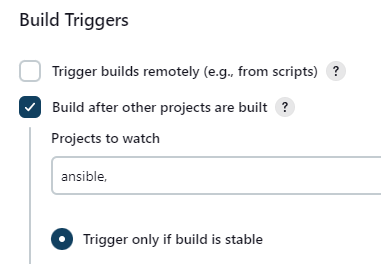 Build Triggers
Trigger builds remotely (e.g., from scripts) ?
Build after other projects are built ?
Projects to watch
ansible,
Trigger only if build is stable